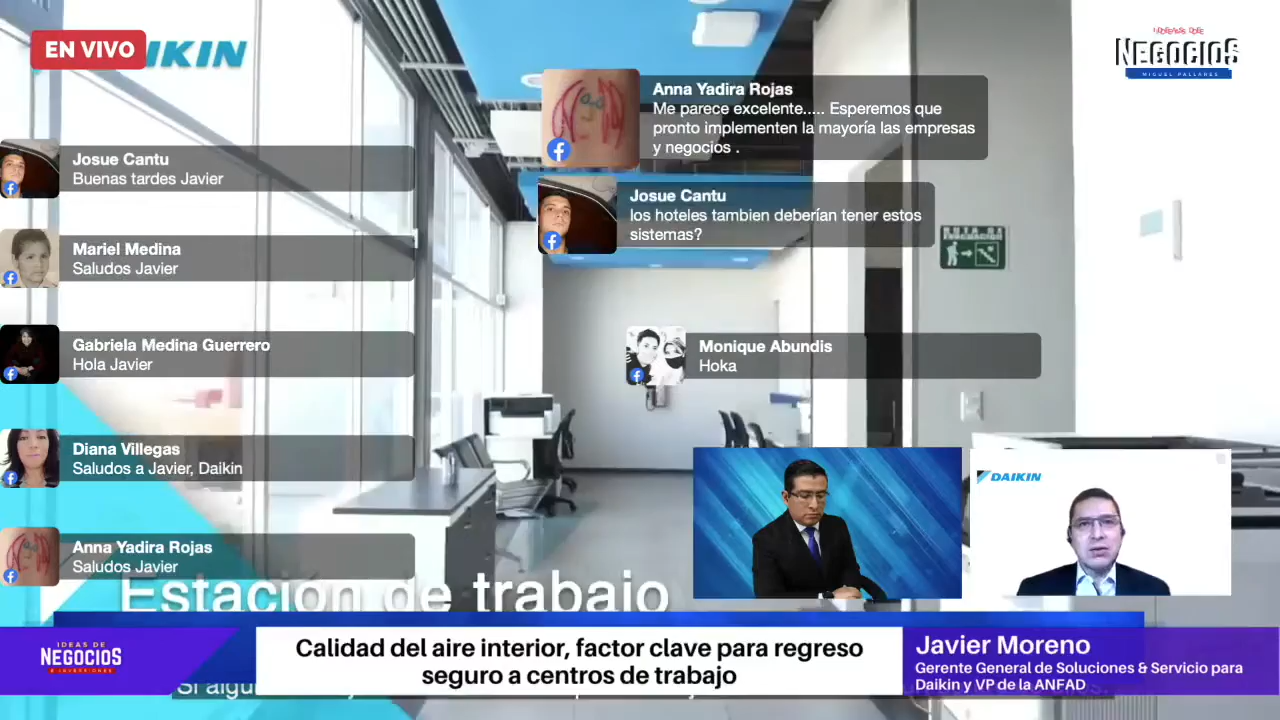 EN VIVO
IKIN
NEGOCIOS
MIGUEL PALLARES
Anna Yadira Rojas
Me parece excelente..... Esperemos que
pronto implementen la mayoría las empresas
y negocios .
Josue Cantu
Buenas tardes Javier
Josue Cantu
los hoteles tambien deberían tener estos
sistemas?
Mariel Medina
Saludos Javier
RUTA DE
EVACUACIÓN
Gabriela Medina Guerrero
Hola Javier
Monique Abundis
Hoka
Diana Villegas
Saludos a Javier, Daikin
DAIKIN
Anna Yadira Rojas
Saludos Javier
Estación de trabajo
IDEAS DE
NEGOCIOS
E INVERSIONES
Calidad del aire interior, factor clave para regreso
seguro a centros de trabajo
Javier Moreno
Gerente General de Soluciones & Servicio para
Daikin y VP de la ANFAD
Si